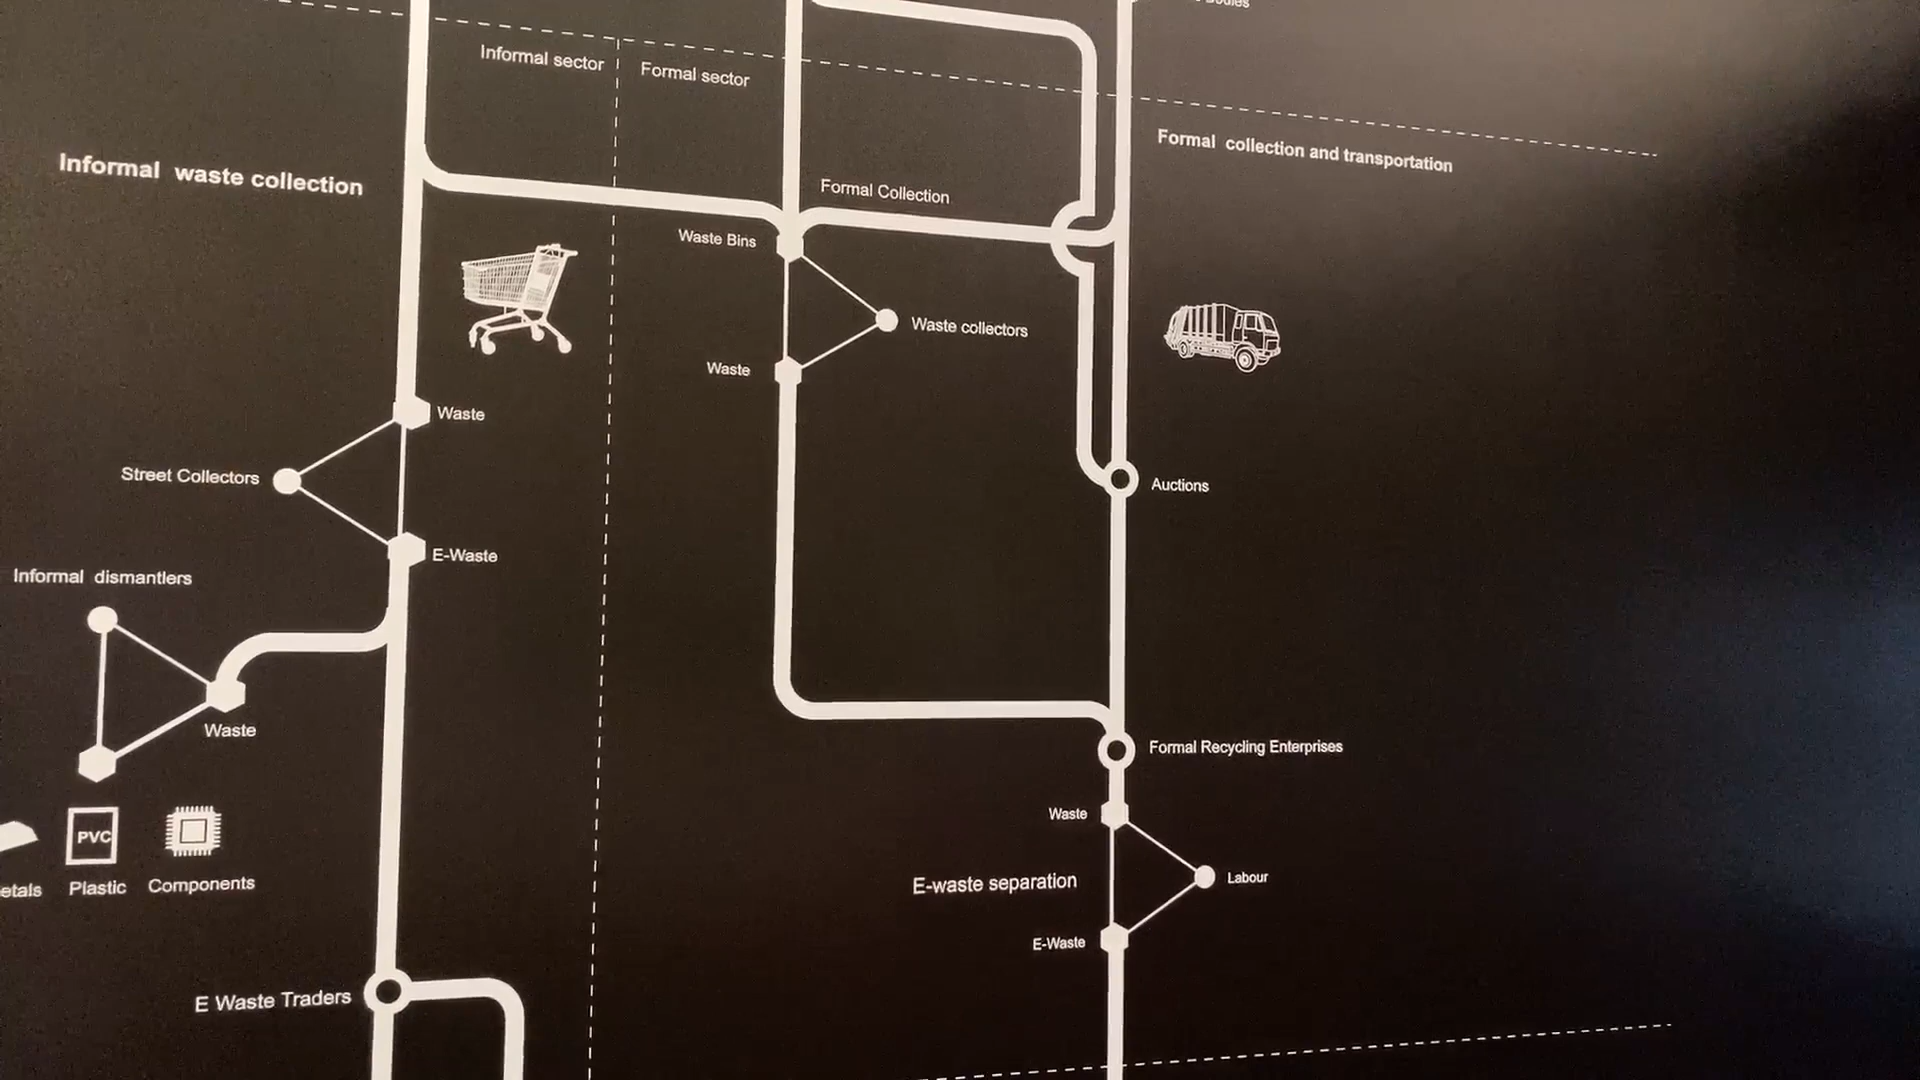 Informal sector
Formal sector
Formal collection and transportation
Informal waste collection
Formal Collection
Waste Bins
Waste collectors
Waste
Waste
Street Collectors
Auctions
E-Waste
Informal dismantlers
Waste
Formal Recycling Enterprises
Waste
PVC
etals
Plastic
Components
E-waste separation
Labour
E-Waste
E Waste Traders